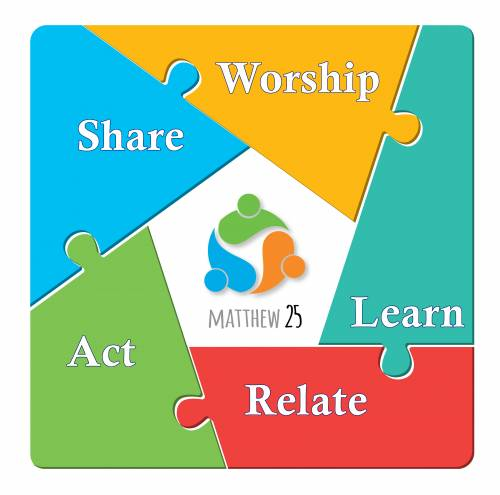 Worship
Share
MATTHEW 25
Learn
Act
Relate